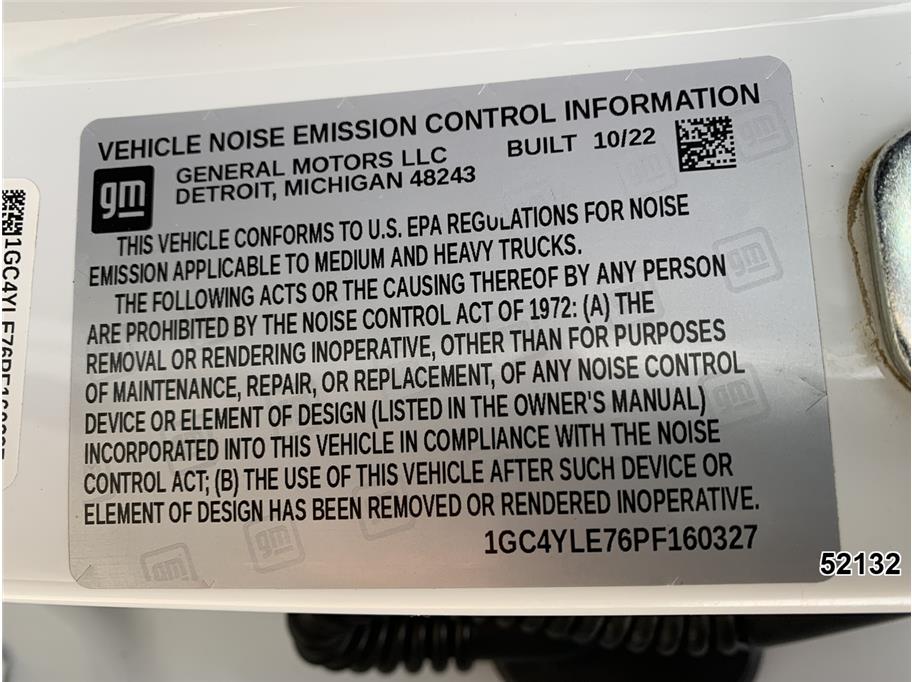 VEHICLE NOISE EMISSION CONTROL INFORMATION
gm
GENERAL MOTORS LLC
DETROIT, MICHIGAN 48243
BUILT 10/22
THIS VEHICLE CONFORMS TO U.S. EPA REGULATIONS FOR NOISE
EMISSION APPLICABLE TO MEDIUM AND HEAVY TRUCKS.
THE FOLLOWING ACTS OR THE CAUSING THEREOF BY ANY PERSON
ARE PROHIBITED BY THE NOISE CONTROL ACT OF 1972: (A) THE
REMOVAL OR RENDERING INOPERATIVE, OTHER THAN FOR PURPOSES
OF MAINTENANCE, REPAIR, OR REPLACEMENT, OF ANY NOISE CONTROL
DEVICE OR ELEMENT OF DESIGN (LISTED IN THE OWNER'S MANUAL)
INCORPORATED INTO THIS VEHICLE IN COMPLIANCE WITH THE NOISE
CONTROL ACT; (B) THE USE OF THIS VEHICLE AFTER SUCH DEVICE OR
ELEMENT OF DESIGN HAS BEEN REMOVED OR RENDERED INOPERATIVE.
1GC4YLE76PF160327
52132